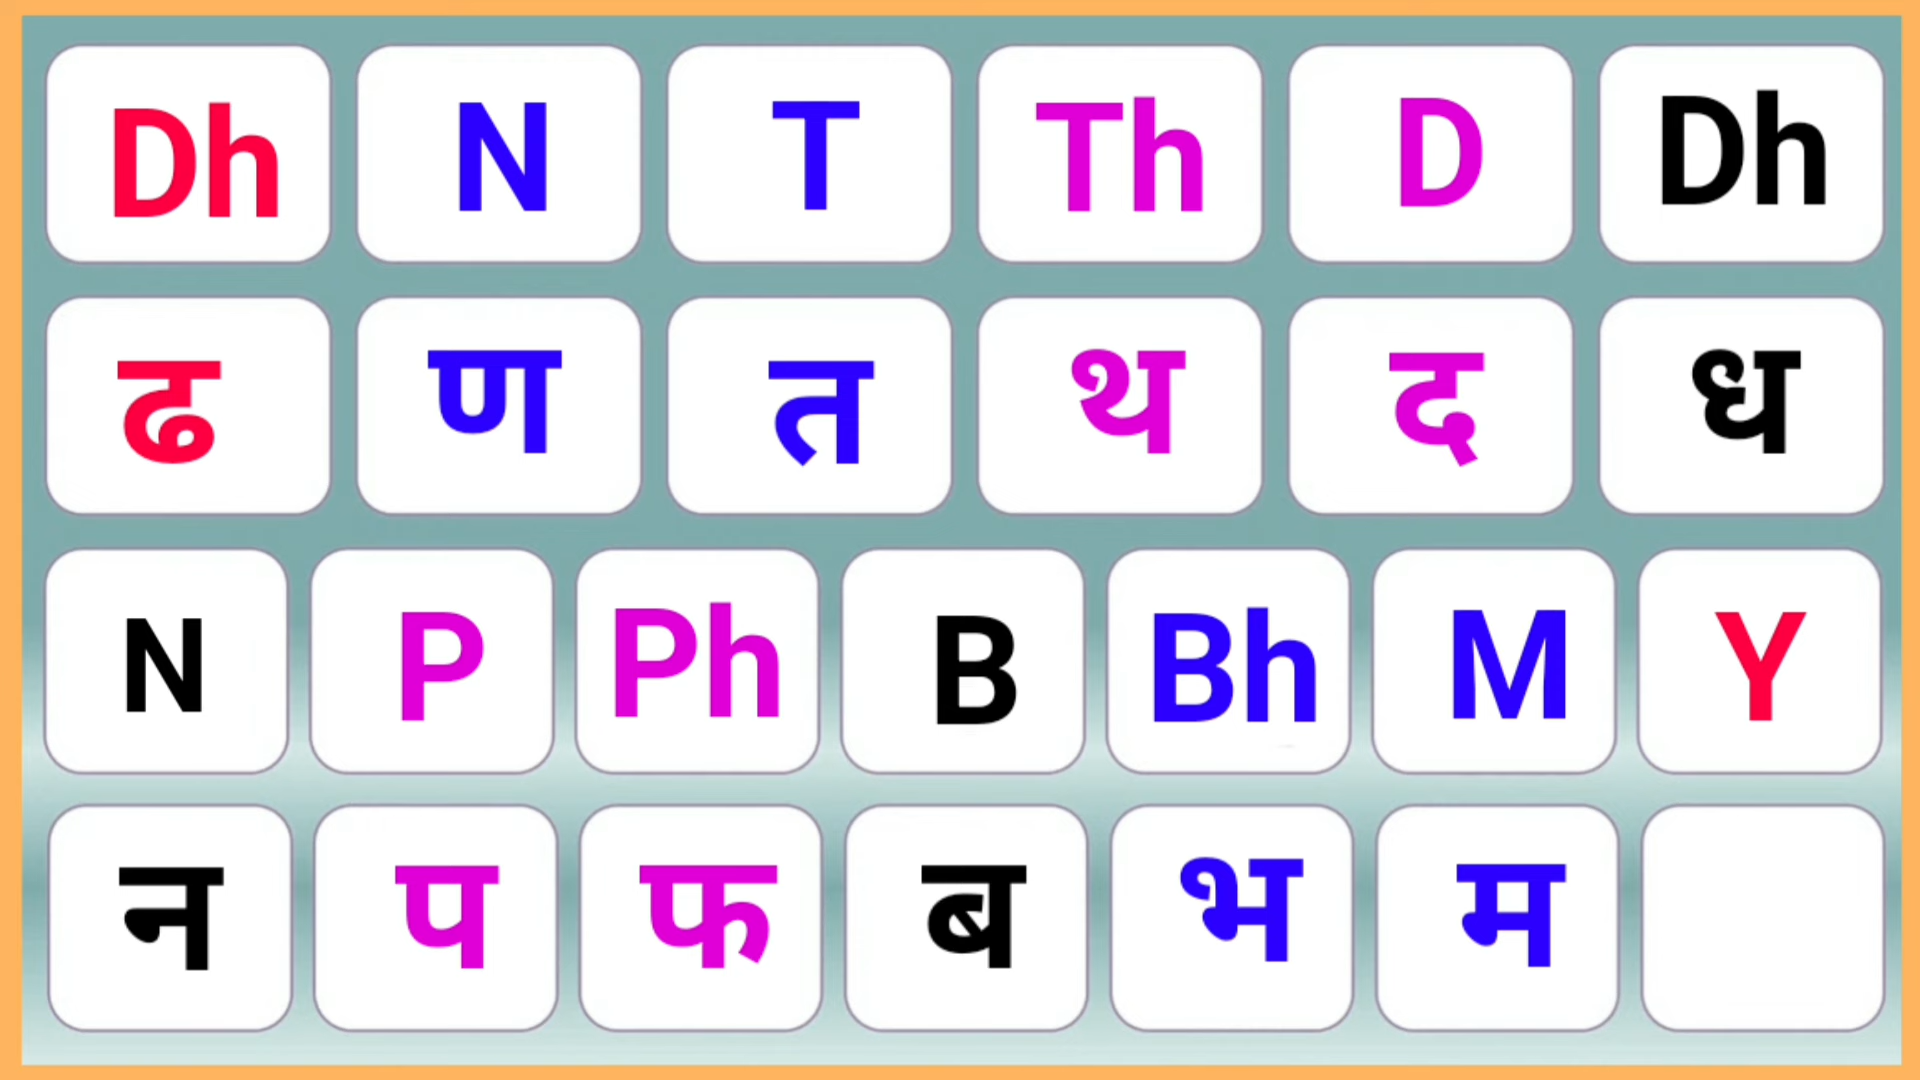 Dh N T Th D Dh
ढ ण त थ द ध
N P Ph B Bh M Y
न प फ ब भ म